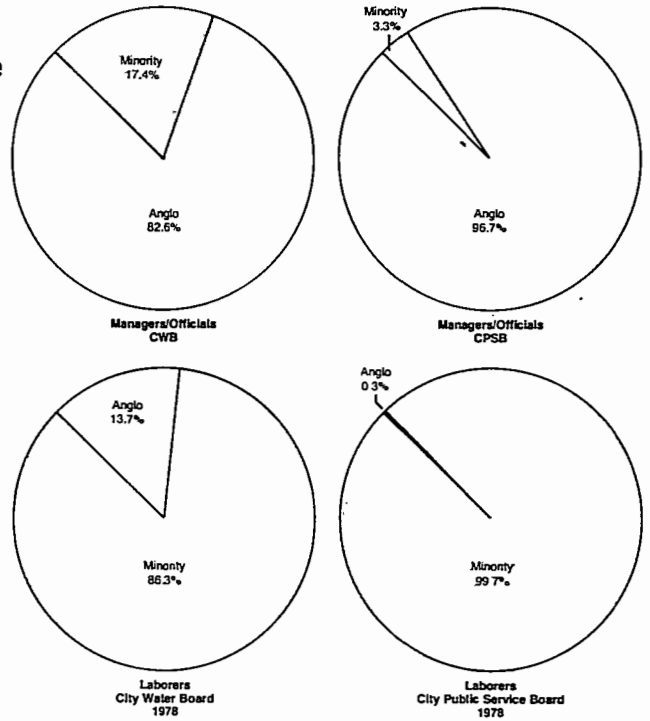 e
Minority
17.4%
Anglo
82.6%
Managers/Officials
CWB
Minority
3.3%
Anglo
96.7%
Managers/Officials
CPSB
Anglo
13.7%
Minority
86.3%
Laborers
City Water Board
1978
Anglo
0.3%
Minority
99.7%
Laborers
City Public Service Board
1978